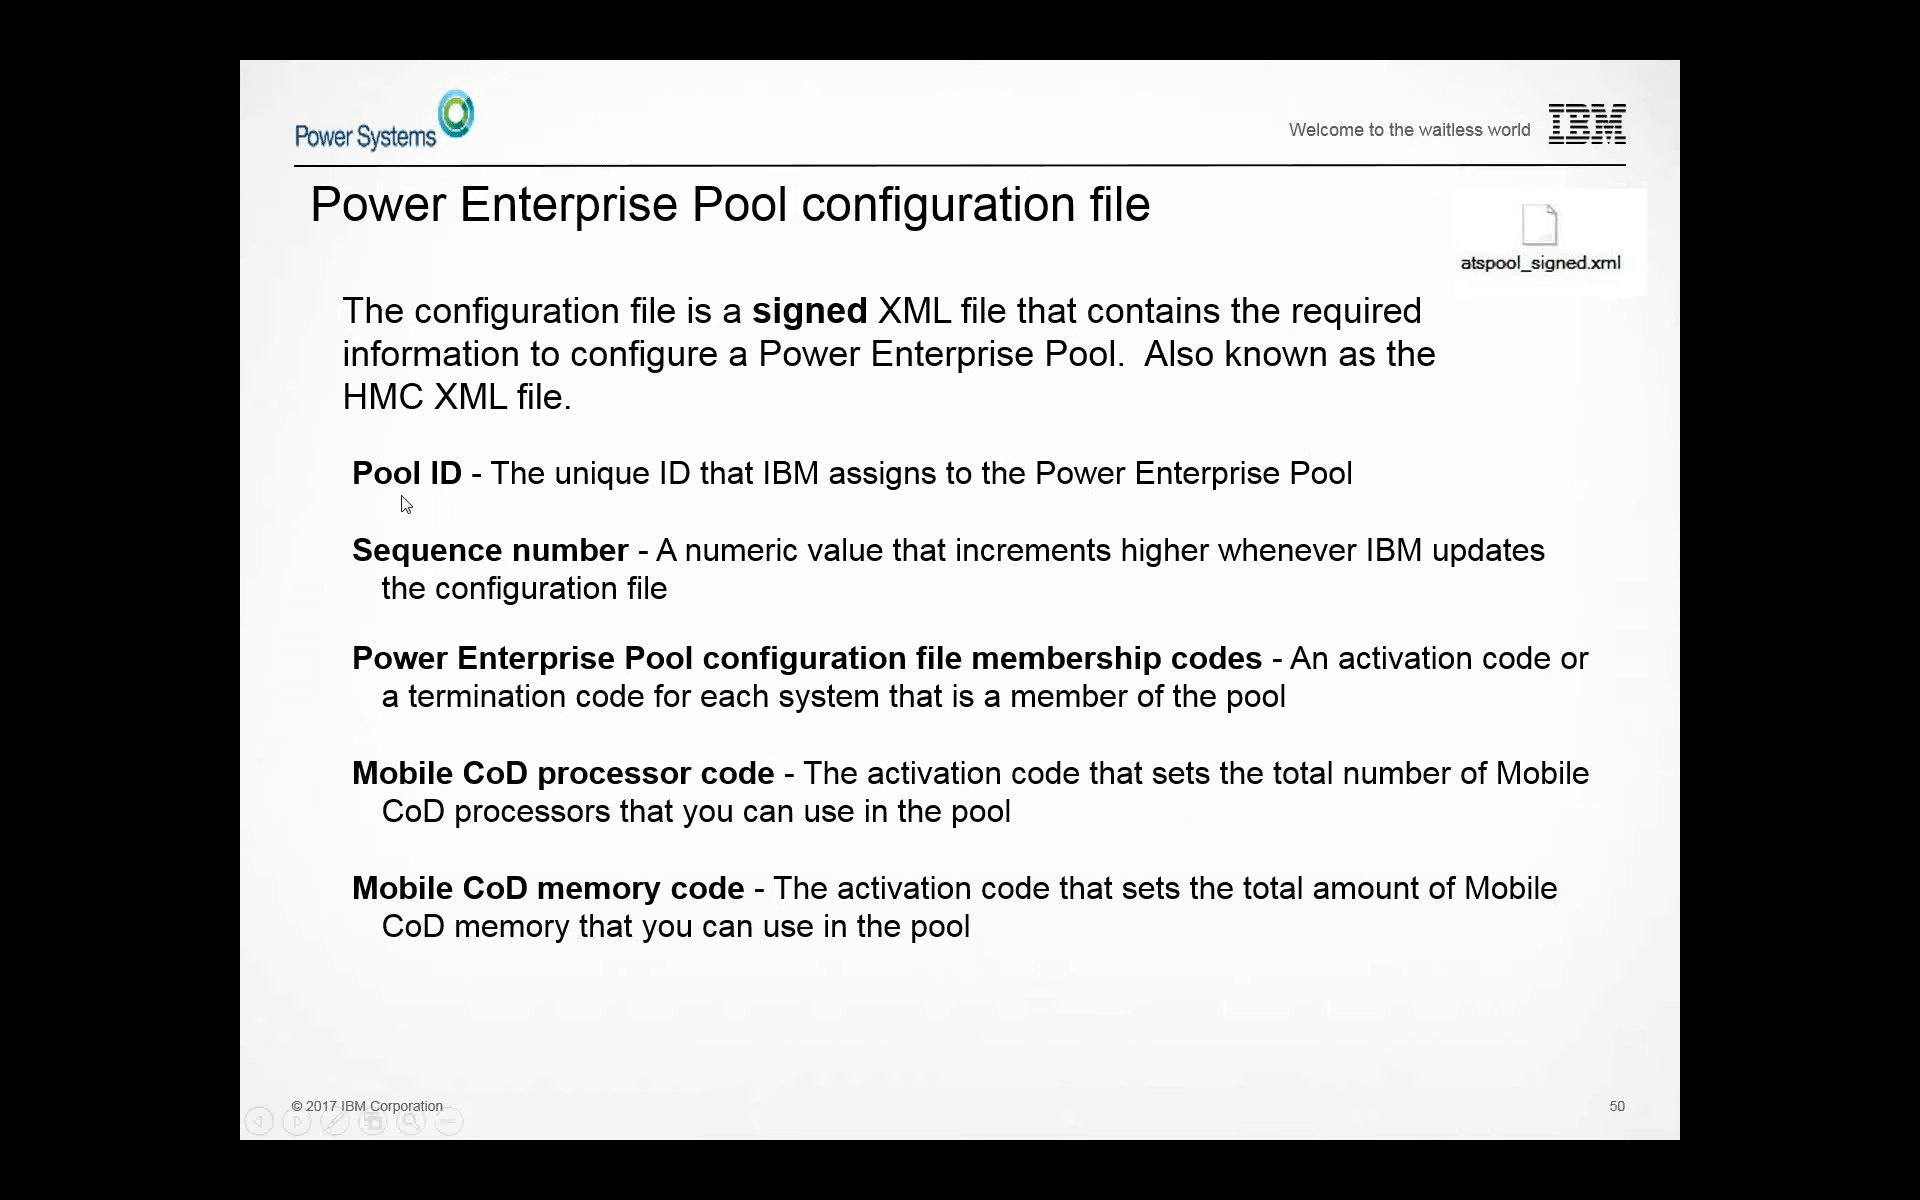 Power Systems
Welcome to the waitless world
IBM
Power Enterprise Pool configuration file
atspool_signed.xml
The configuration file is a signed XML file that contains the required
information to configure a Power Enterprise Pool.  Also known as the
HMC XML file.
Pool ID - The unique ID that IBM assigns to the Power Enterprise Pool
Sequence number - A numeric value that increments higher whenever IBM updates
the configuration file
Power Enterprise Pool configuration file membership codes - An activation code or
a termination code for each system that is a member of the pool
Mobile CoD processor code - The activation code that sets the total number of Mobile
CoD processors that you can use in the pool
Mobile CoD memory code - The activation code that sets the total amount of Mobile
CoD memory that you can use in the pool
© 2017 IBM Corporation
50